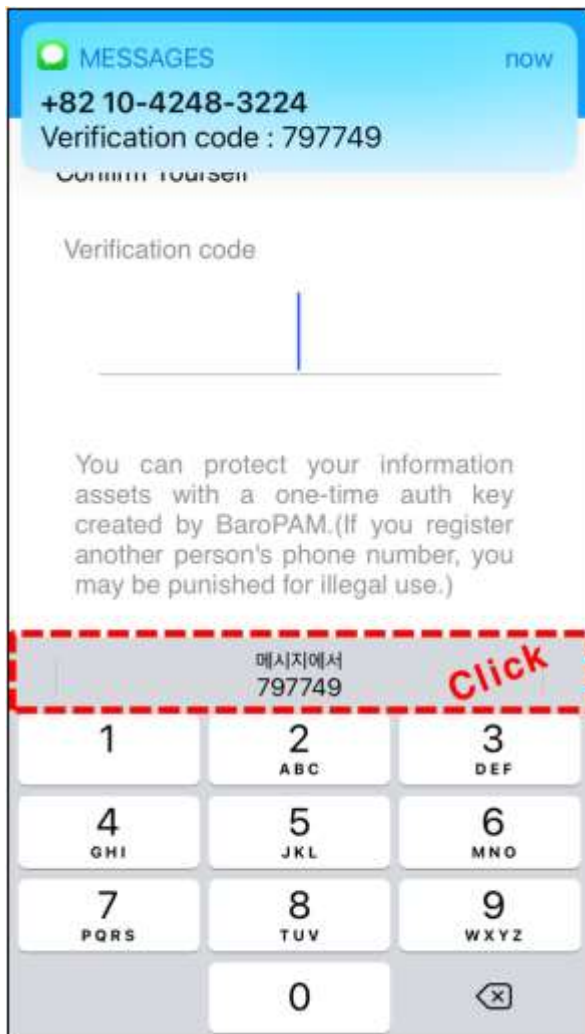 MESSAGES now
+82 10-4248-3224
Verification code : 797749
Confirm Yourself
Verification code
You can protect your information
assets with a one-time auth key
created by BaroPAM.(If you register
another person's phone number, you
may be punished for illegal use.)
메시지에서
797749
Click
1 2 3
ABC DEF
4 5 6
GHI JKL MNO
7 8 9
PQRS TUV WXYZ
0